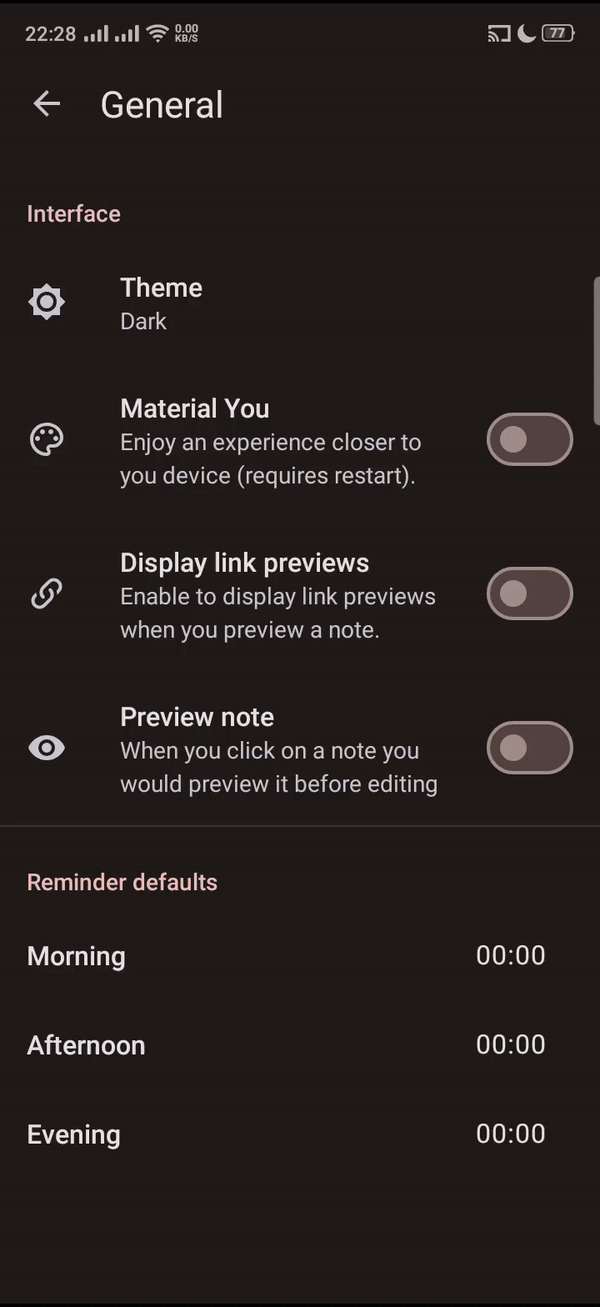 22:28 0.00 KB/S 77
General
Interface
Theme
Dark
Material You
Enjoy an experience closer to
you device (requires restart).
Display link previews
Enable to display link previews
when you preview a note.
Preview note
When you click on a note you
would preview it before editing
Reminder defaults
Morning 00:00
Afternoon 00:00
Evening 00:00